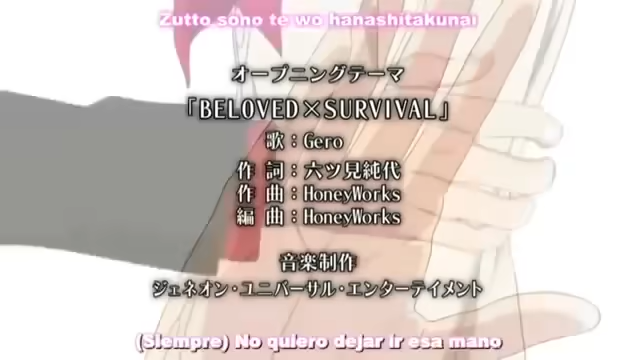 Zutto sono te wo hanashitakunai
オープニングテーマ
「BELOVED×SURVIVAL」
歌：Gero
作 詞：六ツ見純代
作 曲：HoneyWorks
編 曲：HoneyWorks
音楽制作
ジェネオン・ユニバーサル・エンターテイメント
(Siempre) No quiero dejar ir esa mano